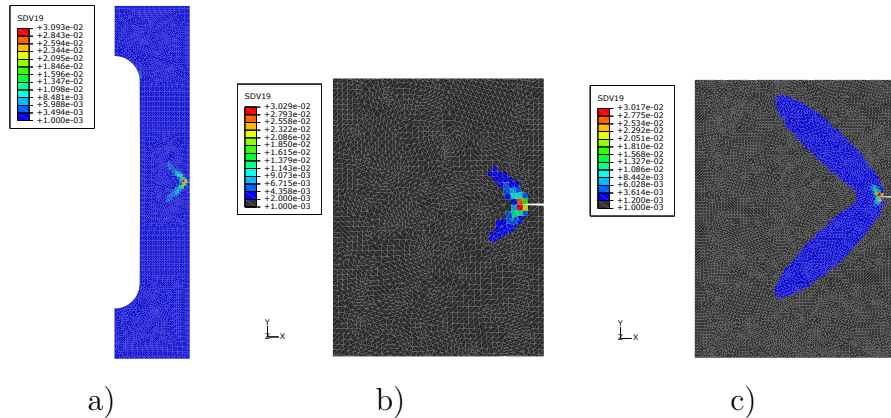 SDV19
+3.093e-02
+2.843e-02
+2.594e-02
+2.344e-02
+2.095e-02
+1.846e-02
+1.596e-02
+1.347e-02
+1.098e-02
+8.481e-03
+5.988e-03
+3.494e-03
+1.000e-03
SDV19
+3.029e-02
+2.793e-02
+2.558e-02
+2.322e-02
+2.086e-02
+1.850e-02
+1.615e-02
+1.379e-02
+1.143e-02
+9.073e-03
+6.715e-03
+4.358e-03
+2.000e-03
+1.000e-03
Y
Z X
SDV19
+3.017e-02
+2.775e-02
+2.534e-02
+2.292e-02
+2.051e-02
+1.810e-02
+1.568e-02
+1.327e-02
+1.086e-02
+8.442e-03
+6.028e-03
+3.614e-03
+1.200e-03
+1.000e-03
Y
Z X
a)
b)
c)